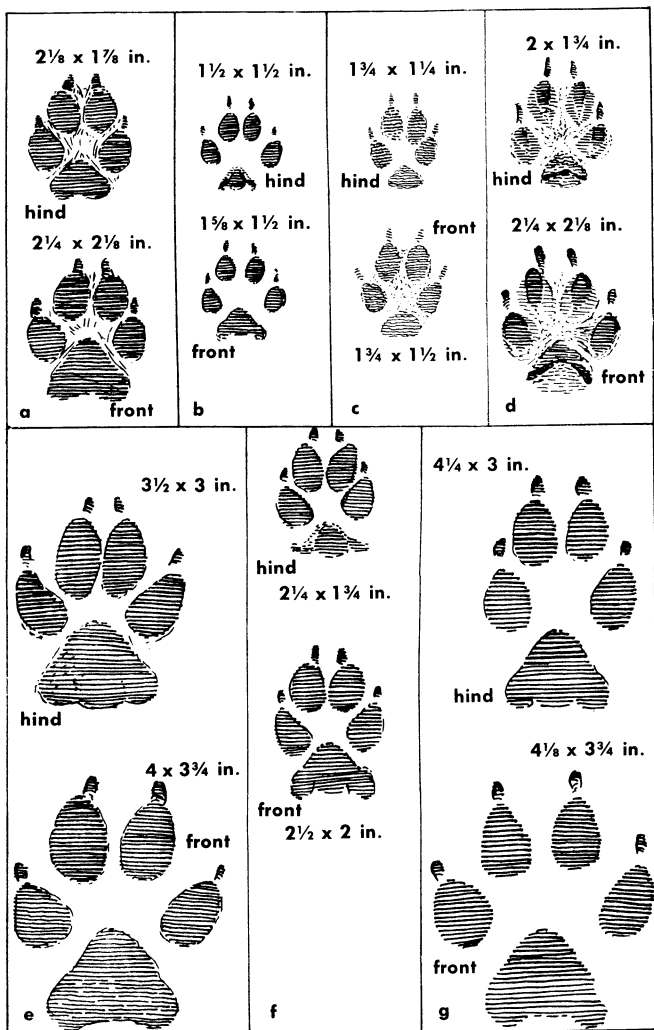 2⅛ x 1⅞ in.
hind
2¼ x 2⅛ in.
a
front
1½ x 1½ in.
hind
1⅝ x 1½ in.
front
b
1¾ x 1¼ in.
hind
front
1¾ x 1½ in.
c
2 x 1¾ in.
hind
2¼ x 2⅛ in.
front
d
3½ x 3 in.
hind
4 x 3¾ in.
front
e
hind
2¼ x 1¾ in.
front
2½ x 2 in.
f
4¼ x 3 in.
hind
4⅛ x 3¾ in.
front
g